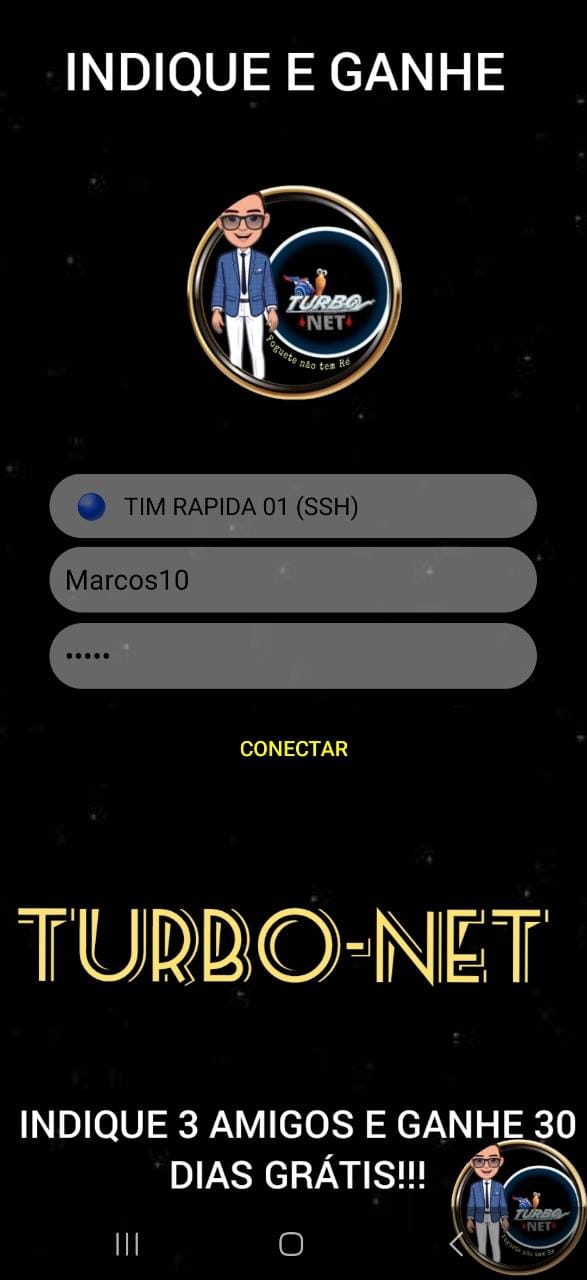 INDIQUE E GANHE
TURBO
NET
Foguete não tem Ré
TIM RAPIDA 01 (SSH)
Marcos10
•••••
CONECTAR
TURBO-NET
INDIQUE 3 AMIGOS E GANHE 30
DIAS GRÁTIS!!!
TURBO
NET
Foguete não tem Ré